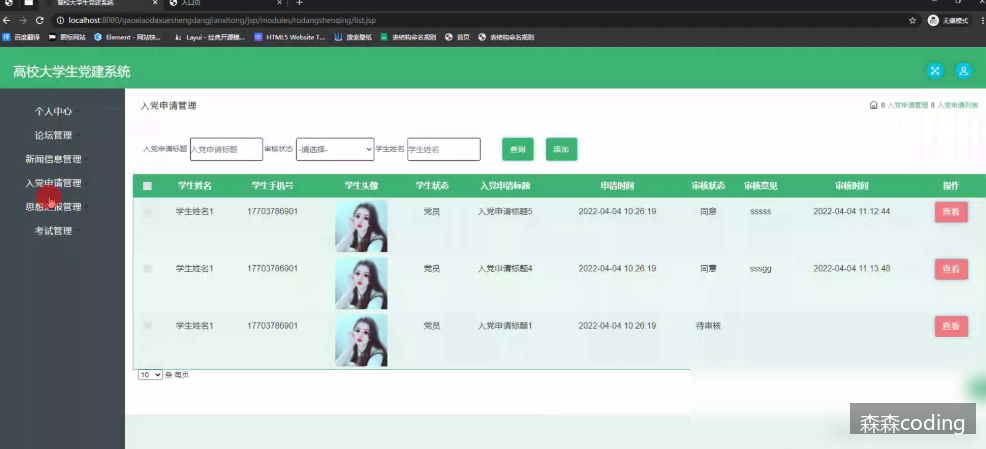 高校大学生党建系统
入口页
localhost:8080/gaoxiaodaxueshengdangjianxitong/jsp/modules/rudangshenqing/list.jsp
无痕模式
百度翻译 图标网站 Element - 网站快... Layui - 经典开源模... HTML5 Website T... 搜索壁纸 表结构命名规则 首页 表结构命名规则
高校大学生党建系统
个人中心
论坛管理
新闻信息管理
入党申请管理
思想汇报管理
考试管理
入党申请管理
入党申请管理 入党申请列表
入党申请标题 入党申请标题 审核状态 -请选择- 学生姓名 学生姓名 查询 添加
学生姓名 学生手机号 学生头像 学生状态 入党申请标题 申请时间 审核状态 审核意见 审核时间 操作
学生姓名1 17703786901 党员 入党申请标题5 2022-04-04 10:26:19 同意 sssss 2022-04-04 11:12:44 查看
学生姓名1 17703786901 党员 入党申请标题4 2022-04-04 10:26:19 同意 sssgg 2022-04-04 11:13:48 查看
学生姓名1 17703786901 党员 入党申请标题1 2022-04-04 10:26:19 待审核 查看
10 条 每页
森森coding